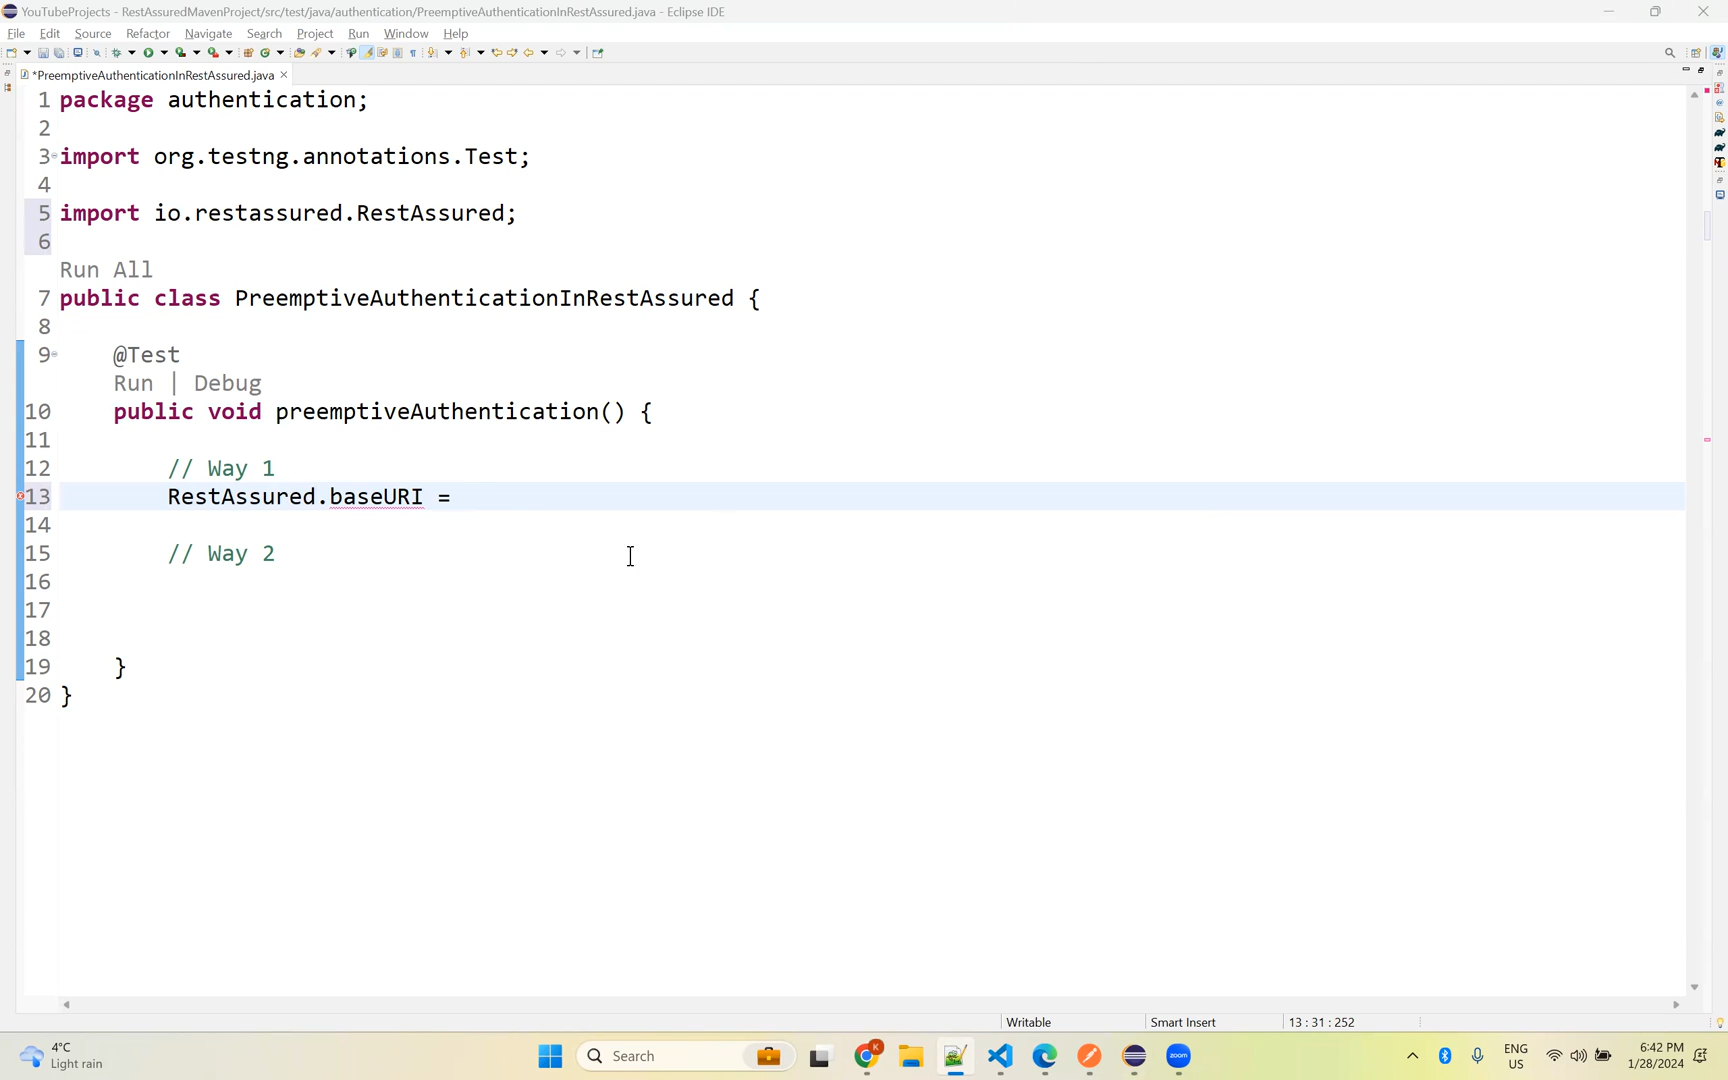 YouTubeProjects - RestAssuredMavenProject/src/test/java/authentication/PreemptiveAuthenticationInRestAssured.java - Eclipse IDE
File Edit Source Refactor Navigate Search Project Run Window Help
*PreemptiveAuthenticationInRestAssured.java
1 package authentication;
2
3 import org.testng.annotations.Test;
4
5 import io.restassured.RestAssured;
6
Run All
7 public class PreemptiveAuthenticationInRestAssured {
8
9 @Test
Run | Debug
10 public void preemptiveAuthentication() {
11
12 // Way 1
13 RestAssured.baseURI =
14
15 // Way 2
16
17
18
19 }
20 }
Writable Smart Insert 13 : 31 : 252
4°C
Light rain
Search
K
zoom
ENG
US
6:42 PM
1/28/2024